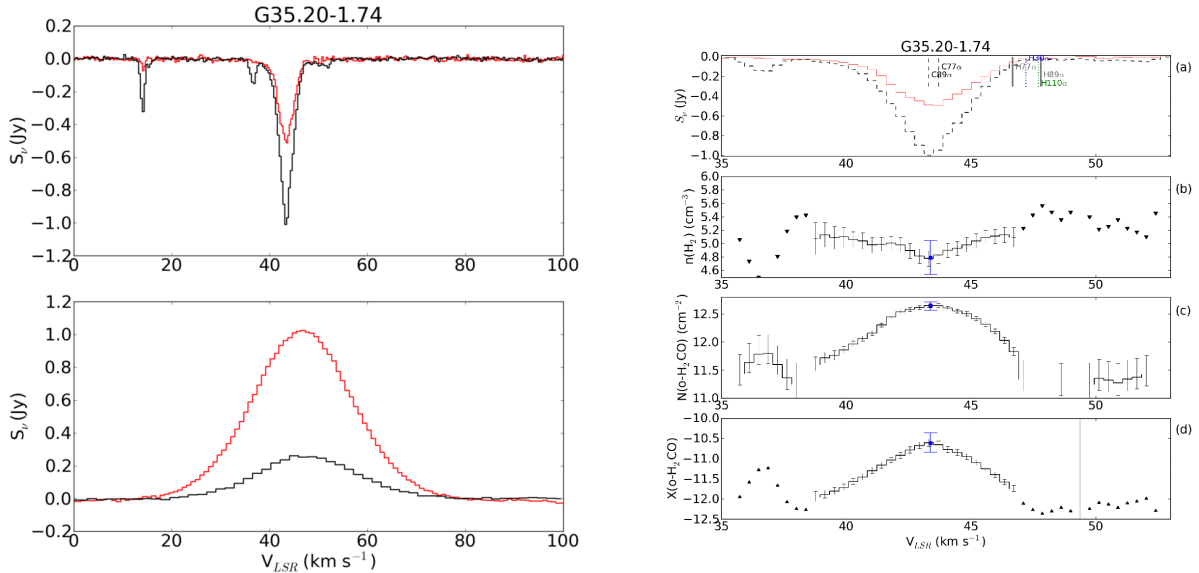 G35.20-1.74
0.2
0.0
−0.2
−0.4
−0.6
−0.8
−1.0
−1.2
S_ν (Jy)
0 20 40 60 80 100
1.2
1.0
0.8
0.6
0.4
0.2
0.0
−0.2
S_ν (Jy)
0 20 40 60 80 100
V_LSR (km s⁻¹)
G35.20-1.74
0.0
−0.2
−0.4
−0.6
−0.8
−1.0
S_ν (Jy)
C77α
C89α
H77α
H89α
H110α
(a)
35 40 45 50
6.0
5.8
5.6
5.4
5.2
5.0
4.8
4.6
n(H₂) (cm⁻³)
(b)
35 40 45 50
12.5
12.0
11.5
11.0
N(o-H₂CO) (cm⁻²)
(c)
35 40 45 50
−10.0
−10.5
−11.0
−11.5
−12.0
−12.5
X(o-H₂CO)
(d)
35 40 45 50
V_LSR (km s⁻¹)